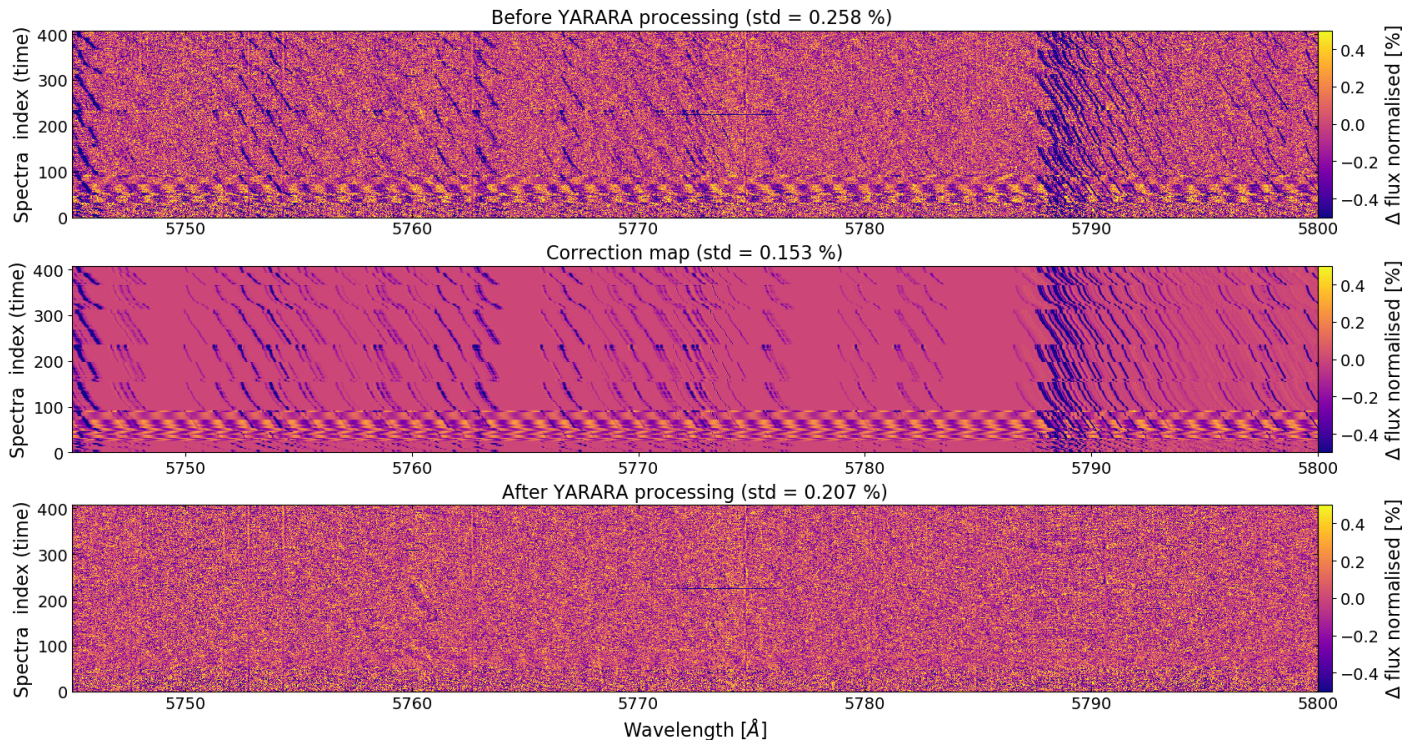 Before YARARA processing (std = 0.258 %)
400
300
200
100
0
Spectra index (time)
5750 5760 5770 5780 5790 5800
0.4
0.2
0.0
−0.2
−0.4
Δ flux normalised [%]
Correction map (std = 0.153 %)
400
300
200
100
0
Spectra index (time)
5750 5760 5770 5780 5790 5800
0.4
0.2
0.0
−0.2
−0.4
Δ flux normalised [%]
After YARARA processing (std = 0.207 %)
400
300
200
100
0
Spectra index (time)
5750 5760 5770 5780 5790 5800
0.4
0.2
0.0
−0.2
−0.4
Δ flux normalised [%]
Wavelength [Å]